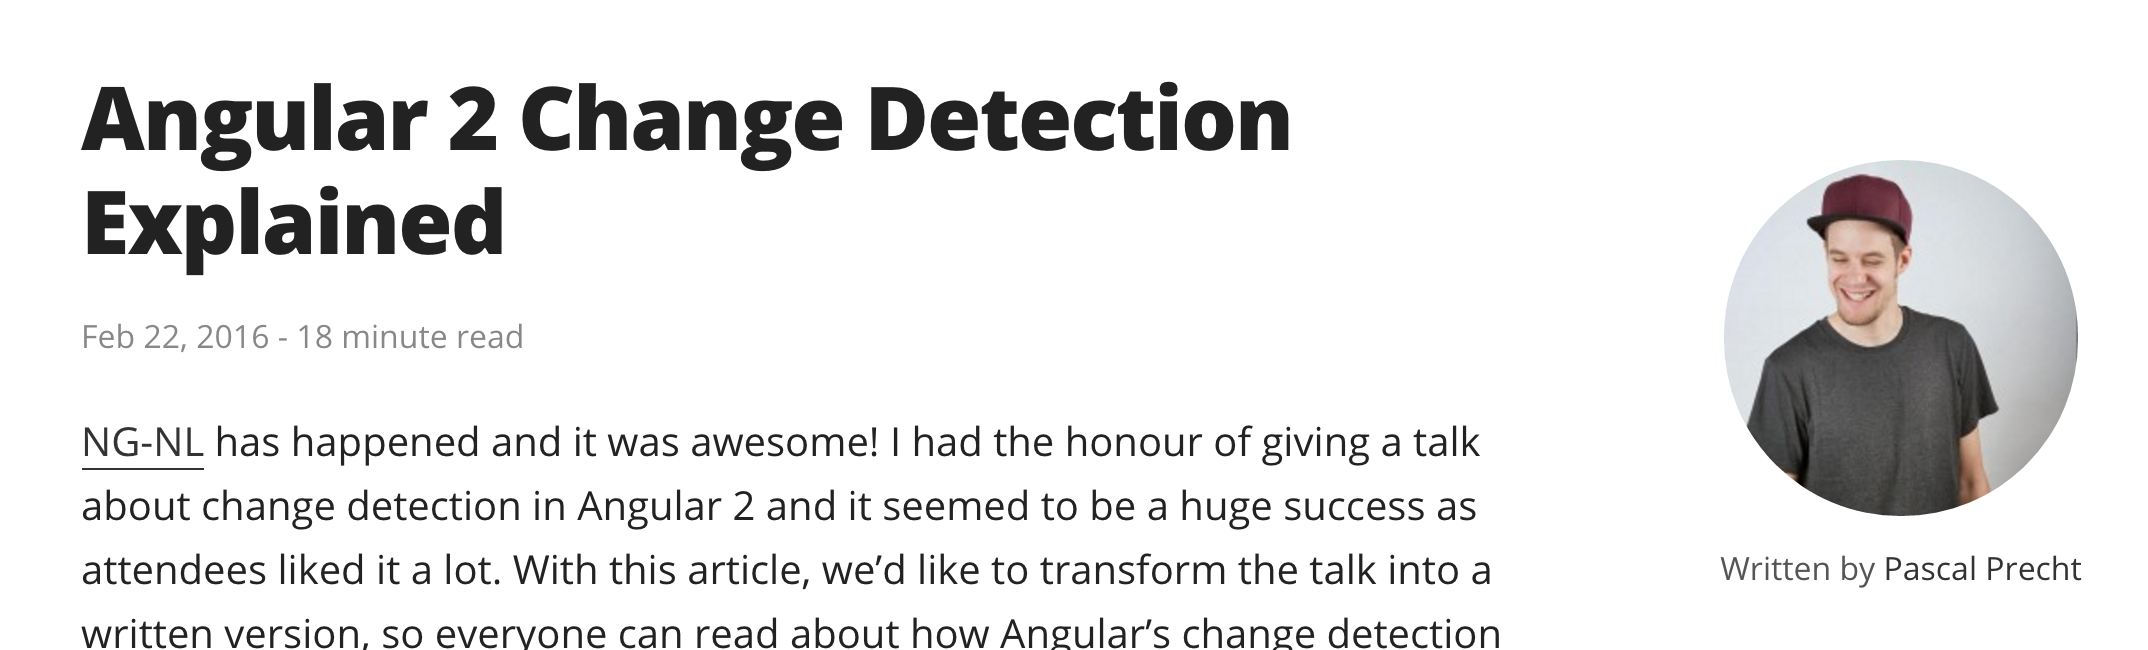 Angular 2 Change Detection
Explained
Feb 22, 2016 - 18 minute read
NG-NL has happened and it was awesome! I had the honour of giving a talk
about change detection in Angular 2 and it seemed to be a huge success as
attendees liked it a lot. With this article, we’d like to transform the talk into a
written version, so everyone can read about how Angular’s change detection
Written by Pascal Precht